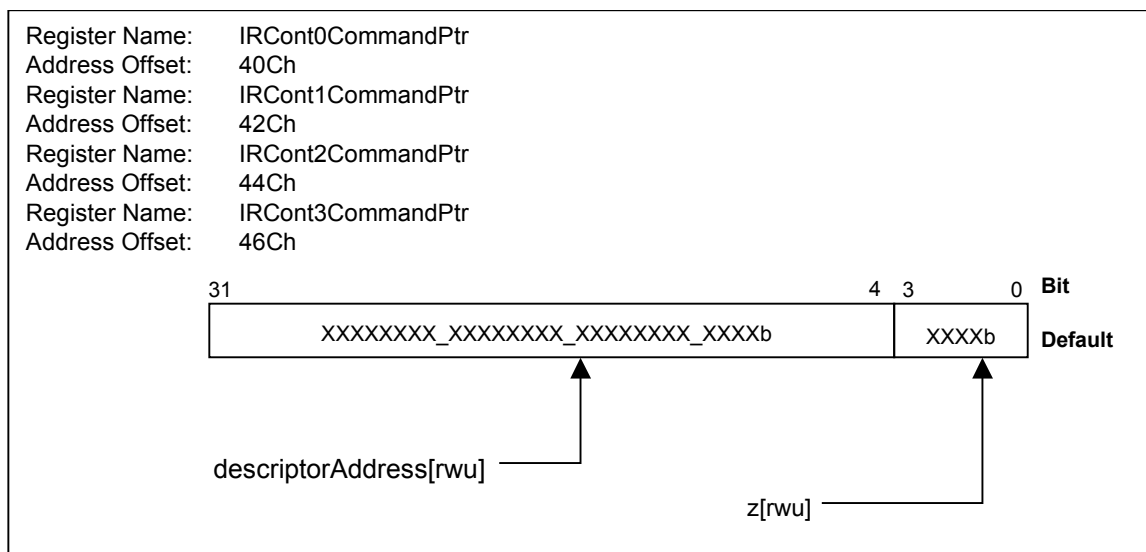 Register Name: IRCont0CommandPtr
Address Offset: 40Ch
Register Name: IRCont1CommandPtr
Address Offset: 42Ch
Register Name: IRCont2CommandPtr
Address Offset: 44Ch
Register Name: IRCont3CommandPtr
Address Offset: 46Ch
31 4 3 0 Bit
XXXXXXXX_XXXXXXXX_XXXXXXXX_XXXXb XXXXb Default
descriptorAddress[rwu]
z[rwu]